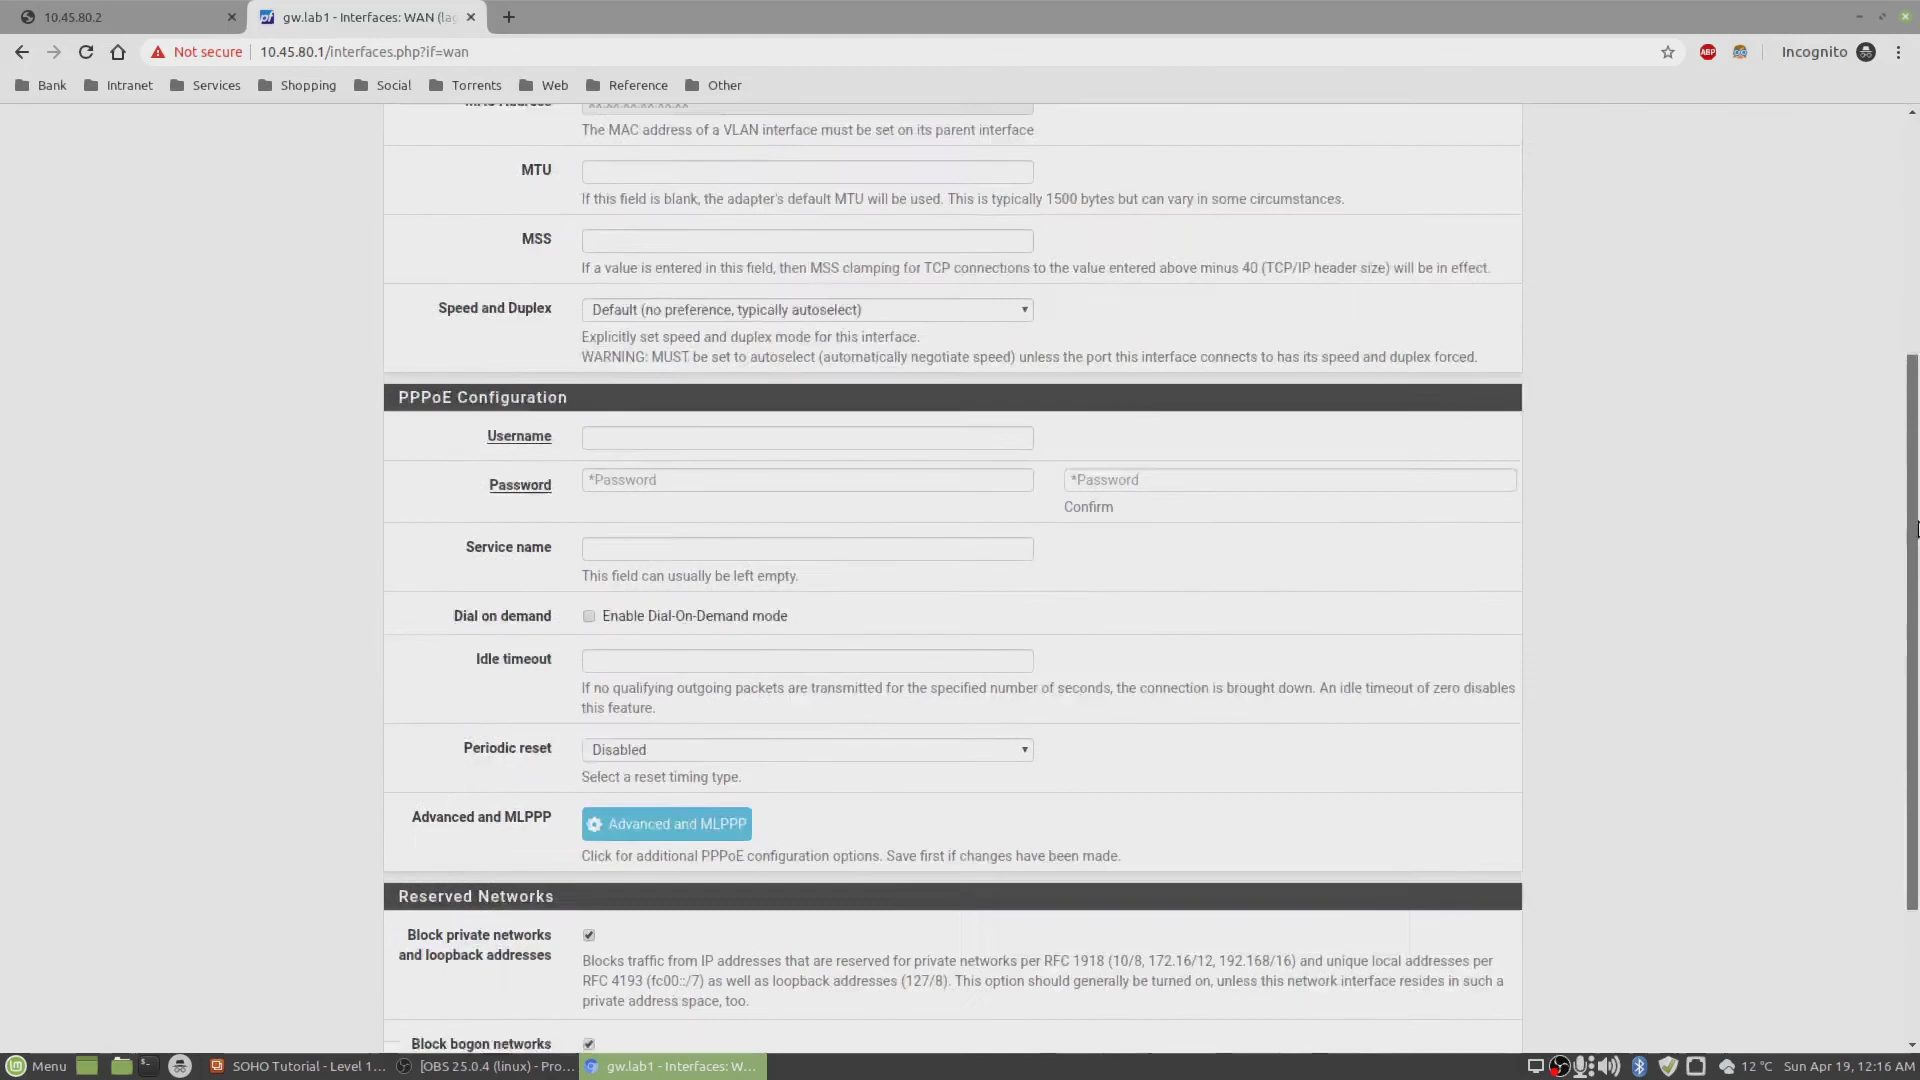 10.45.80.2
gw.lab1 - Interfaces: WAN (lag
Not secure
10.45.80.1/interfaces.php?if=wan
ABP
Incognito
Bank
Intranet
Services
Shopping
Social
Torrents
Web
Reference
Other
MAC Address
xx:xx:xx:xx:xx:xx
The MAC address of a VLAN interface must be set on its parent interface
MTU
If this field is blank, the adapter's default MTU will be used. This is typically 1500 bytes but can vary in some circumstances.
MSS
If a value is entered in this field, then MSS clamping for TCP connections to the value entered above minus 40 (TCP/IP header size) will be in effect.
Speed and Duplex
Default (no preference, typically autoselect)
Explicitly set speed and duplex mode for this interface.
WARNING: MUST be set to autoselect (automatically negotiate speed) unless the port this interface connects to has its speed and duplex forced.
PPPoE Configuration
Username
Password
*Password
*Password
Confirm
Service name
This field can usually be left empty.
Dial on demand
Enable Dial-On-Demand mode
Idle timeout
If no qualifying outgoing packets are transmitted for the specified number of seconds, the connection is brought down. An idle timeout of zero disables
this feature.
Periodic reset
Disabled
Select a reset timing type.
Advanced and MLPPP
Advanced and MLPPP
Click for additional PPPoE configuration options. Save first if changes have been made.
Reserved Networks
Block private networks
and loopback addresses
Blocks traffic from IP addresses that are reserved for private networks per RFC 1918 (10/8, 172.16/12, 192.168/16) and unique local addresses per
RFC 4193 (fc00::/7) as well as loopback addresses (127/8). This option should generally be turned on, unless this network interface resides in such a
private address space, too.
Block bogon networks
Menu
SOHO Tutorial - Level 1...
[OBS 25.0.4 (linux) - Pro...
gw.lab1 - Interfaces: W...
12 °C
Sun Apr 19, 12:16 AM